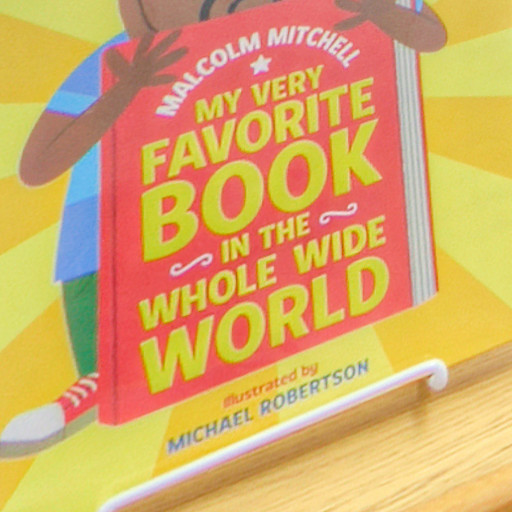 MALCOLM MITCHELL
MY VERY
FAVORITE
BOOK
IN THE
WHOLE WIDE
WORLD
Illustrated by
MICHAEL ROBERTSON